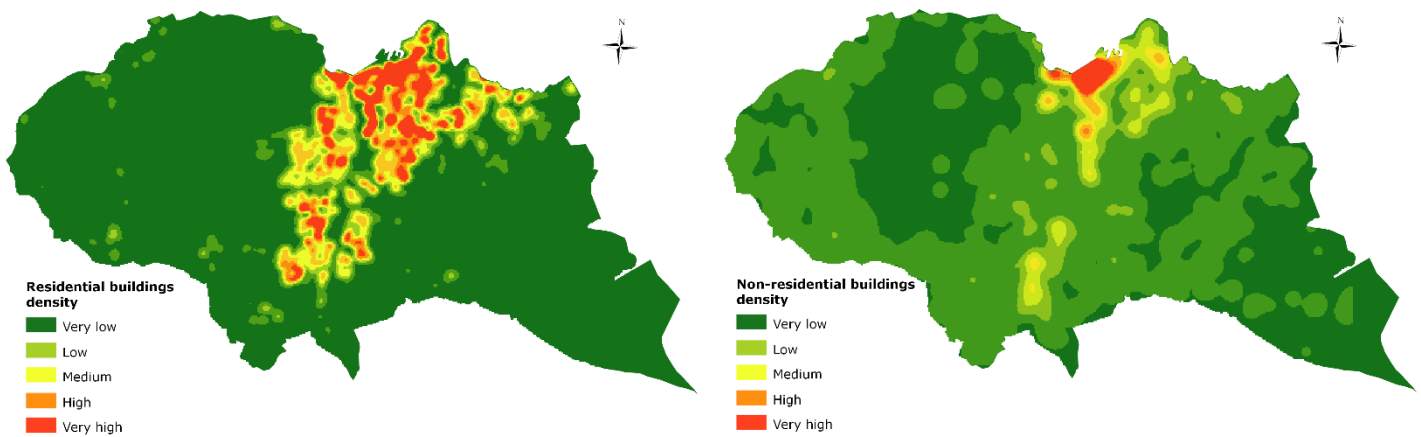 N
Residential buildings
density
Very low
Low
Medium
High
Very high
N
Non-residential buildings
density
Very low
Low
Medium
High
Very high